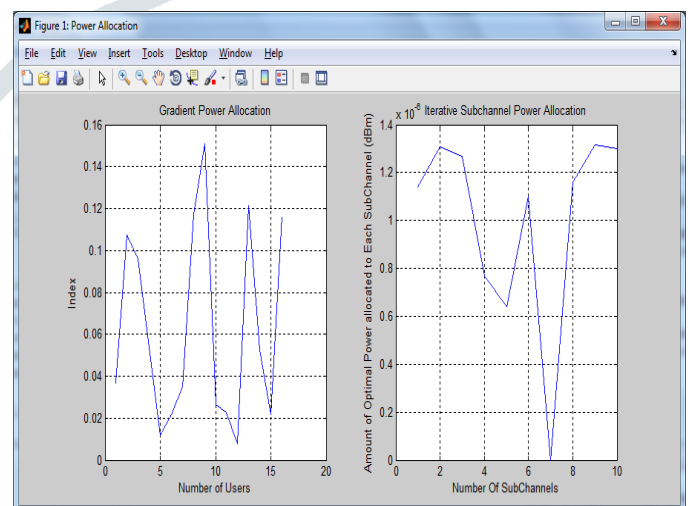 Figure 1: Power Allocation
File Edit View Insert Tools Desktop Window Help
Gradient Power Allocation
0.16
0.14
0.12
0.1
0.08
0.06
0.04
0.02
0
0 5 10 15 20
Index
Number of Users
x 10⁻⁶ Iterative Subchannel Power Allocation
1.4
1.2
1
0.8
0.6
0.4
0.2
0
0 2 4 6 8 10
Amount of Optimal Power allocated to Each SubChannel (dBm)
Number Of SubChannels